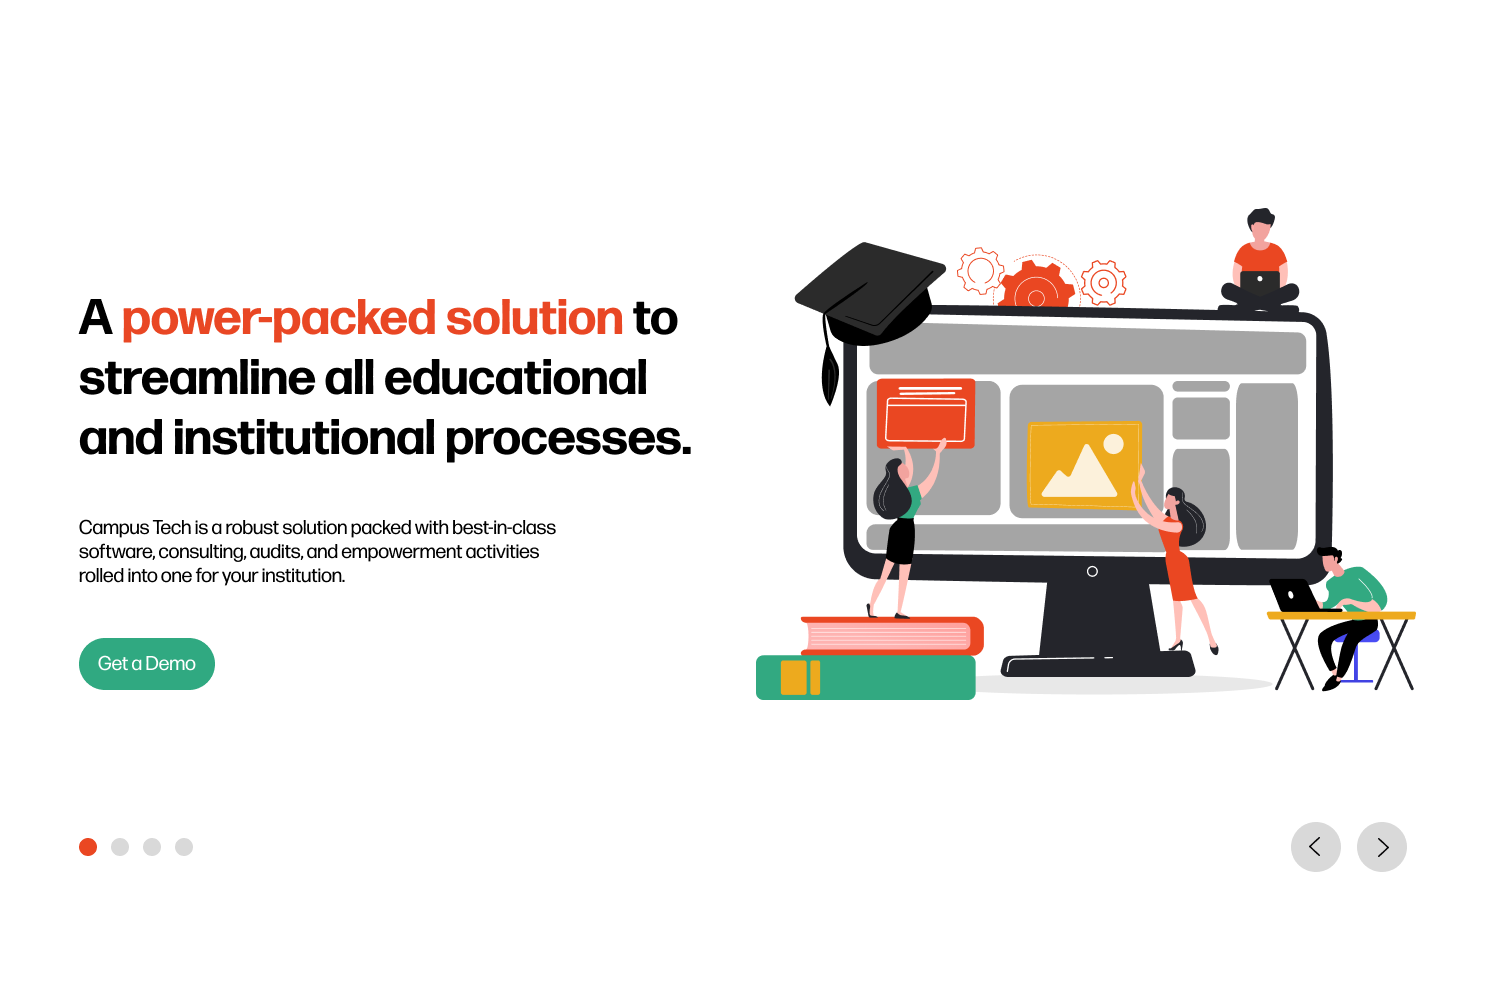 A power-packed solution to
streamline all educational
and institutional processes.
Campus Tech is a robust solution packed with best-in-class
software, consulting, audits, and empowerment activities
rolled into one for your institution.
Get a Demo